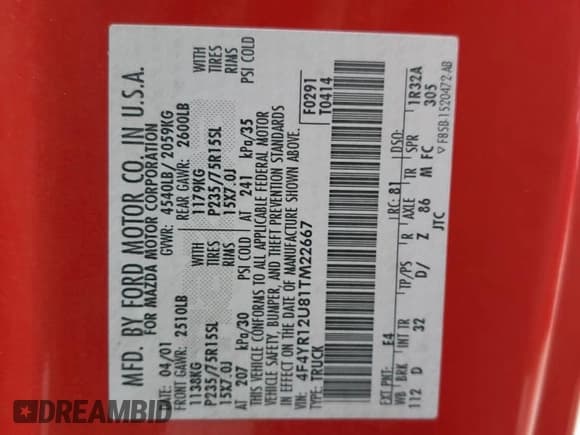 MFD. BY FORD MOTOR CO. IN U.S.A.
FOR MAZDA MOTOR CORPORATION
DATE: 04/01 GVWR: 4540LB/ 2059KG
FRONT GAWR: 2510LB REAR GAWR: 2600LB
1138KG WITH 1179KG WITH
P235/75R15SL TIRES P235/75R15SL TIRES
15X7.0J RIMS 15X7.0J RINS
AT 207 kPa/30 PSI COLD AT 241 kPa/35 PSI COLD
THIS VEHICLE CONFORMS TO ALL APPLICABLE FEDERAL MOTOR
VEHICLE SAFETY, BUMPER, AND THEFT PREVENTION STANDARDS
IN EFFECT ON THE DATE OF MANUFACTURE SHOWN ABOVE.
VIN: 4F4YR12U81TM22667 F0291
TYPE: TRUCK T0414
EXT PNT: E4 RC: 81 DSO:
WB BRK INT TR TP/PS R AXLE TR SPR 1R32A
112 D 32 D/ Z 86 M FC 305
JTC ▽ F85B-1520472-AB
DREAMBID